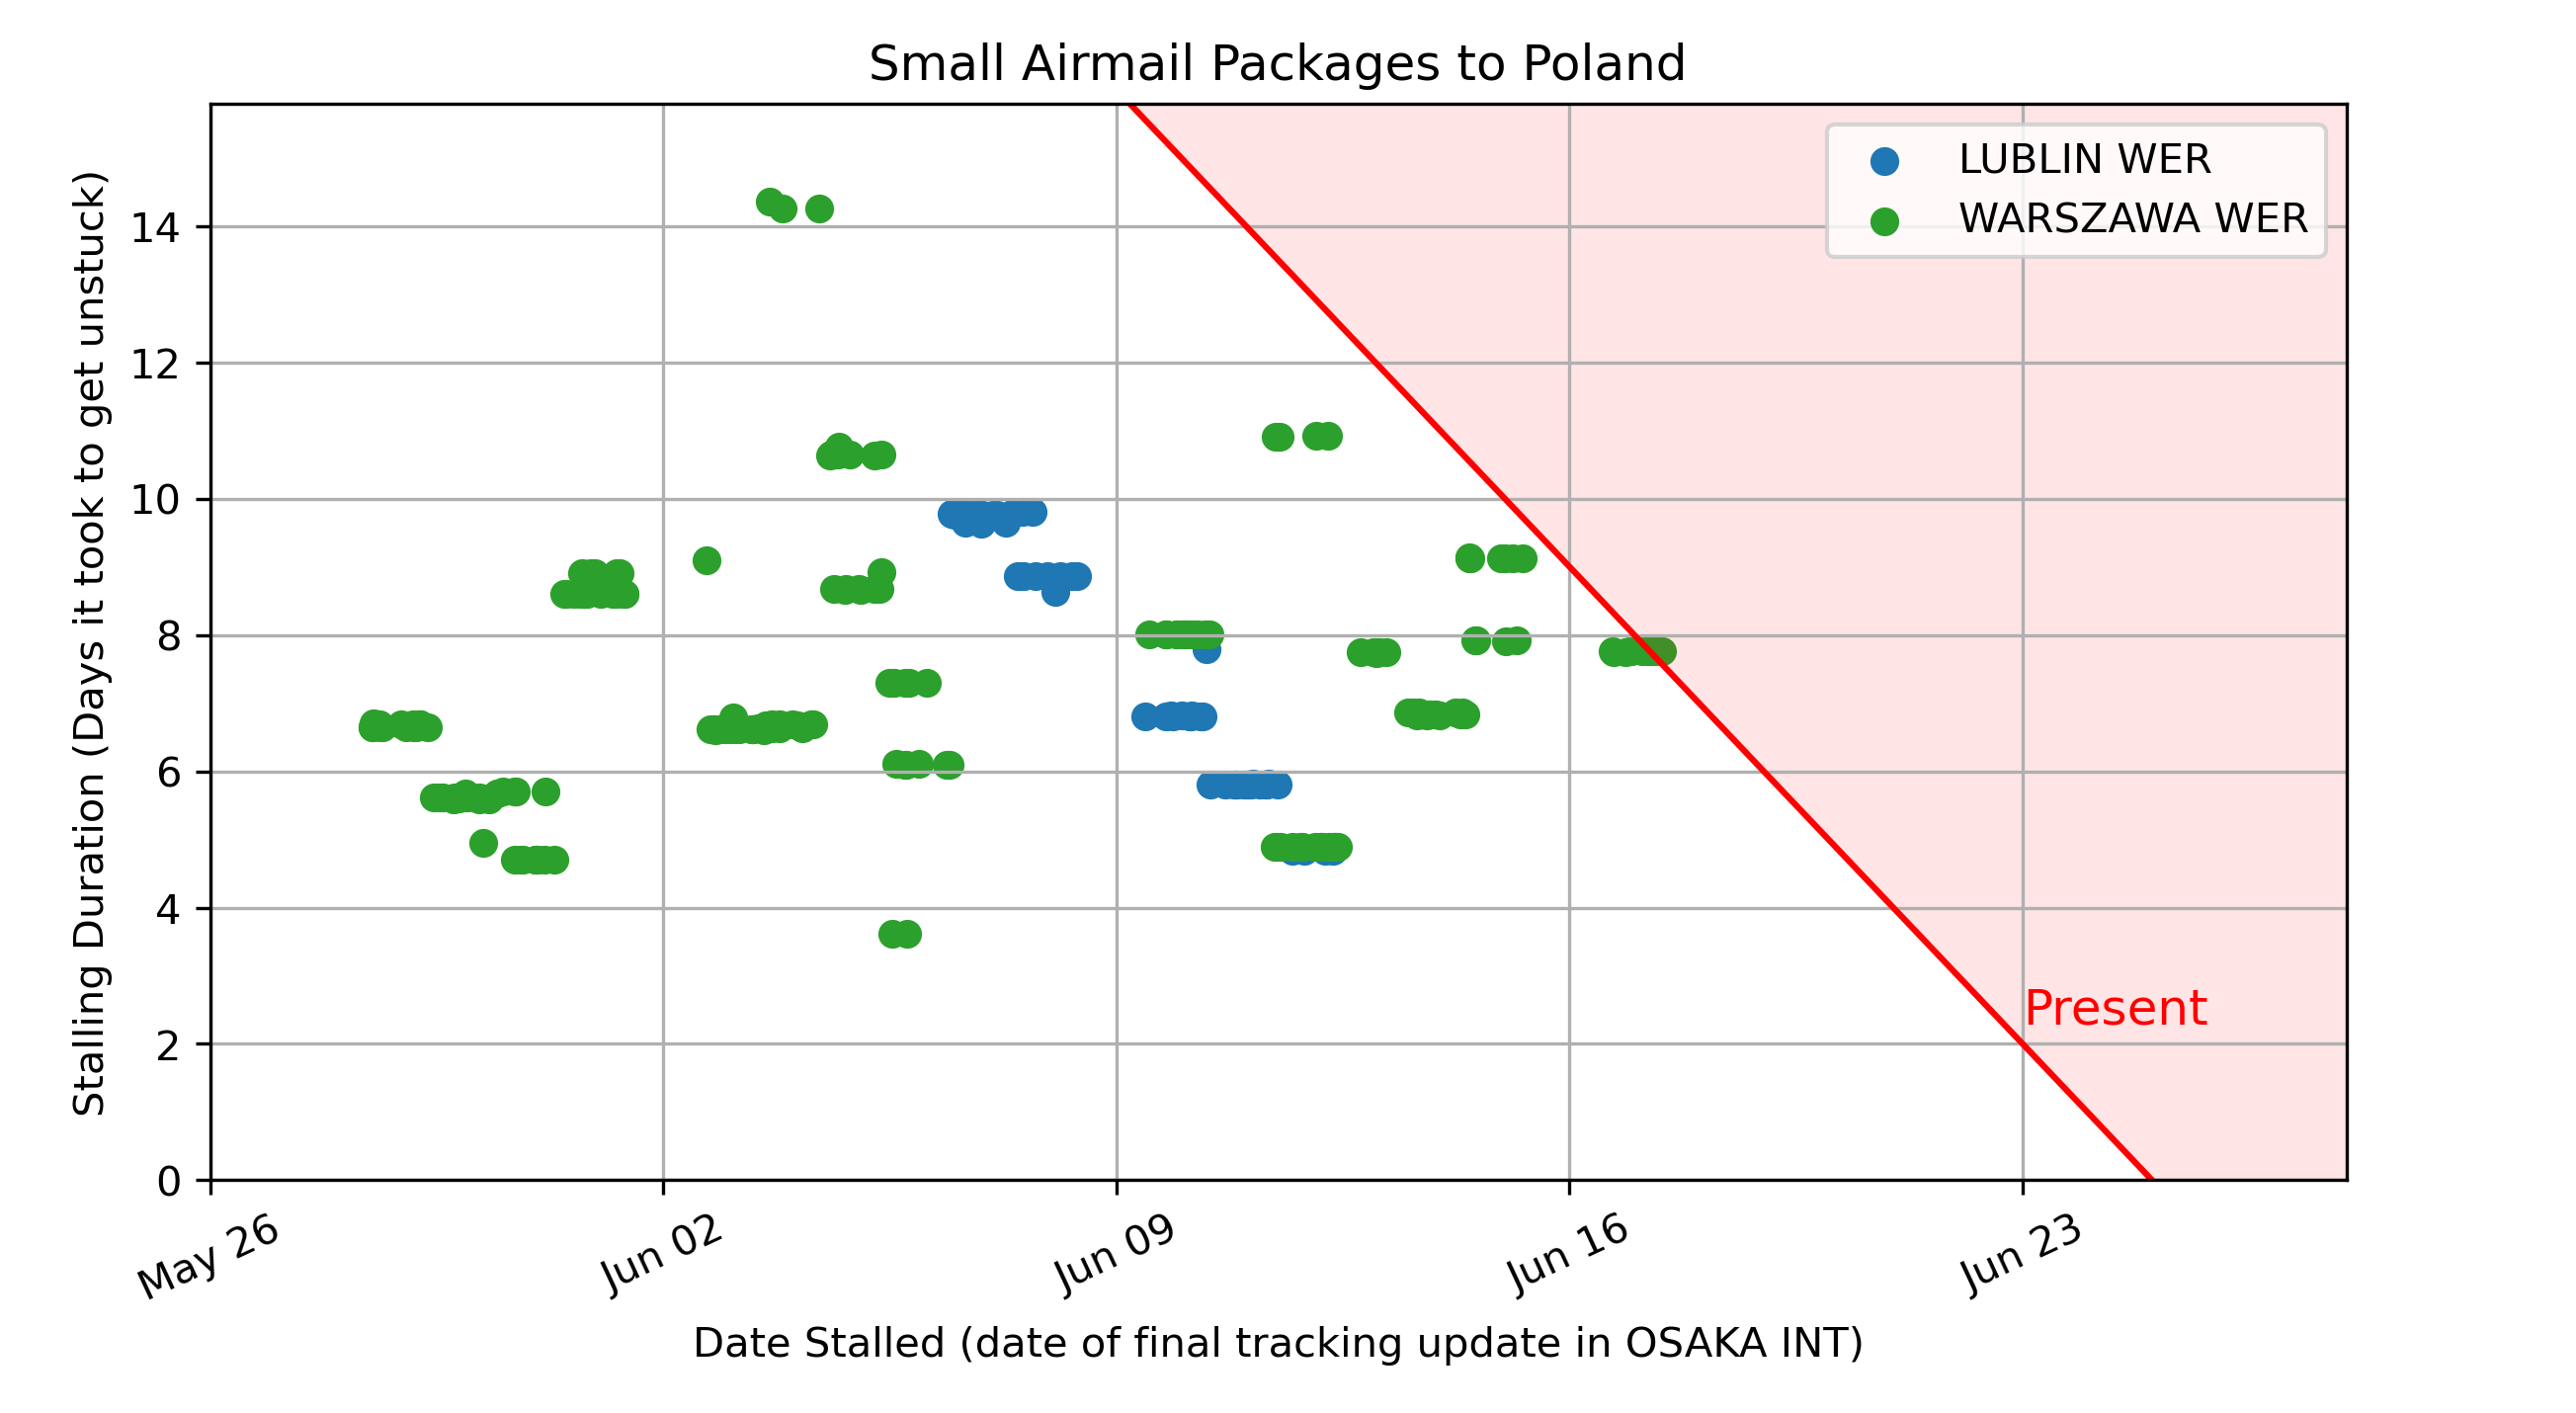 Small Airmail Packages to Poland
Stalling Duration (Days it took to get unstuck)
14
12
10
8
6
4
2
0
LUBLIN WER
WARSZAWA WER
Present
May 26
Jun 02
Jun 09
Jun 16
Jun 23
Date Stalled (date of final tracking update in OSAKA INT)